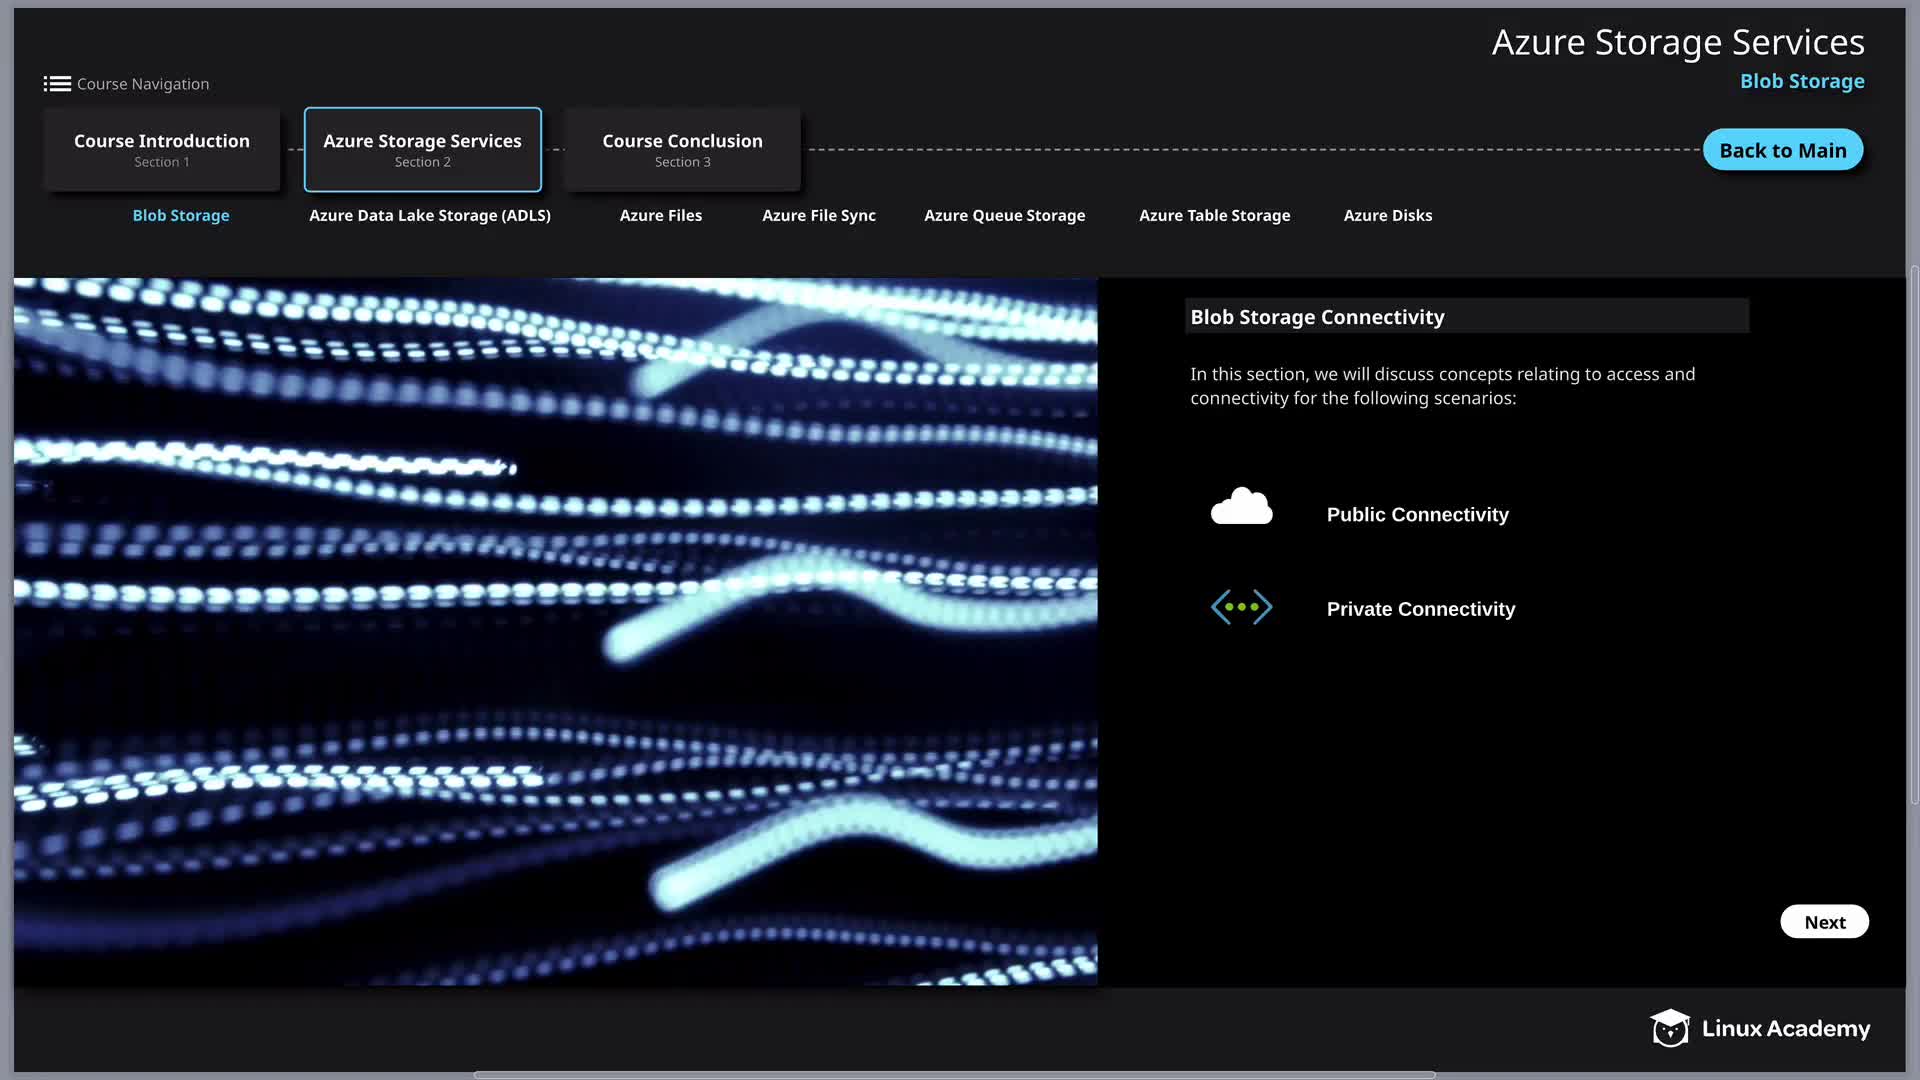 Azure Storage Services
Blob Storage
Course Navigation
Course Introduction
Section 1
Azure Storage Services
Section 2
Course Conclusion
Section 3
Back to Main
Blob Storage
Azure Data Lake Storage (ADLS)
Azure Files
Azure File Sync
Azure Queue Storage
Azure Table Storage
Azure Disks
Blob Storage Connectivity
In this section, we will discuss concepts relating to access and
connectivity for the following scenarios:
Public Connectivity
Private Connectivity
Next
Linux Academy